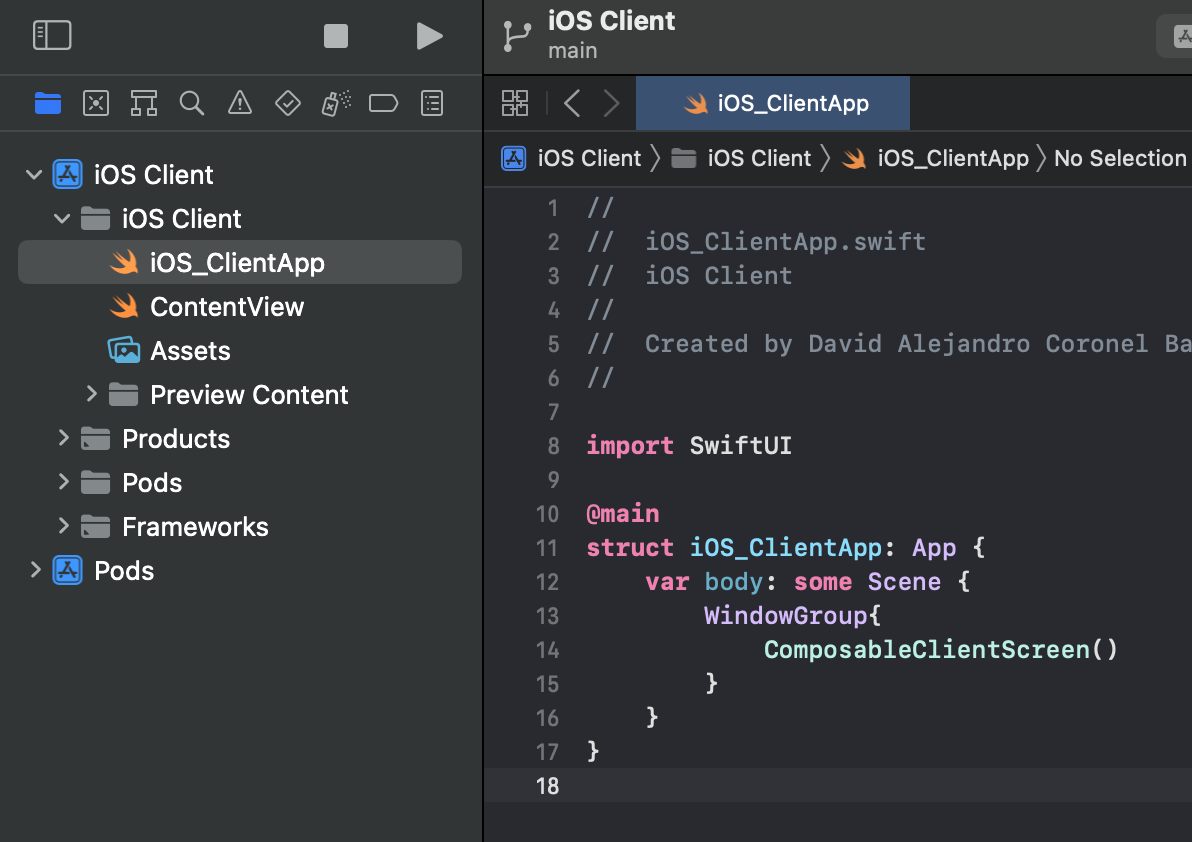 iOS Client
main
iOS_ClientApp
iOS Client iOS Client iOS_ClientApp No Selection
iOS Client
iOS Client
iOS_ClientApp
ContentView
Assets
Preview Content
Products
Pods
Frameworks
Pods
1 //
2 //  iOS_ClientApp.swift
3 //  iOS Client
4 //
5 //  Created by David Alejandro Coronel Ba
6 //
7
8 import SwiftUI
9
10 @main
11 struct iOS_ClientApp: App {
12     var body: some Scene {
13         WindowGroup{
14             ComposableClientScreen()
15         }
16     }
17 }
18